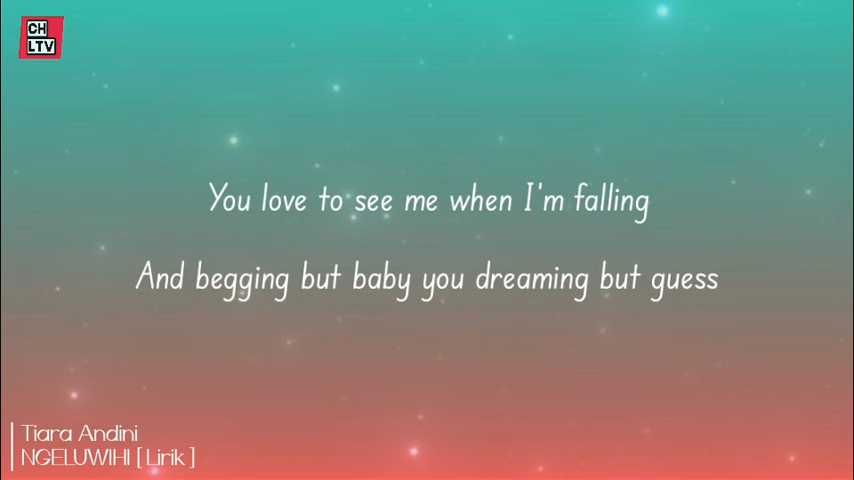 CH
LTV
You love to see me when I'm falling
And begging but baby you dreaming but guess
Tiara Andini
NGELUWIHI [ Lirik ]